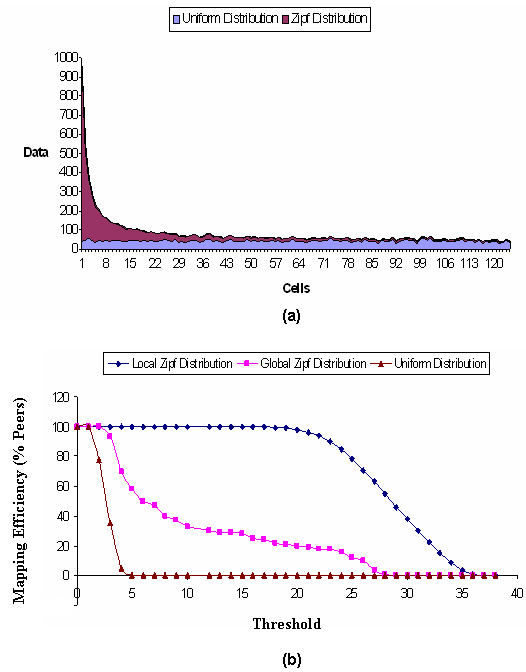 Uniform Distribution Zipf Distribution
1000
900
800
700
600
500
400
300
200
100
0
Data
1 8 15 22 29 36 43 50 57 64 71 78 85 92 99 106 113 120
Cells
(a)
Local Zipf Distribution Global Zipf Distribution Uniform Distribution
120
100
80
60
40
20
0
Mapping Efficiency (% Peers)
0 5 10 15 20 25 30 35 40
Threshold
(b)